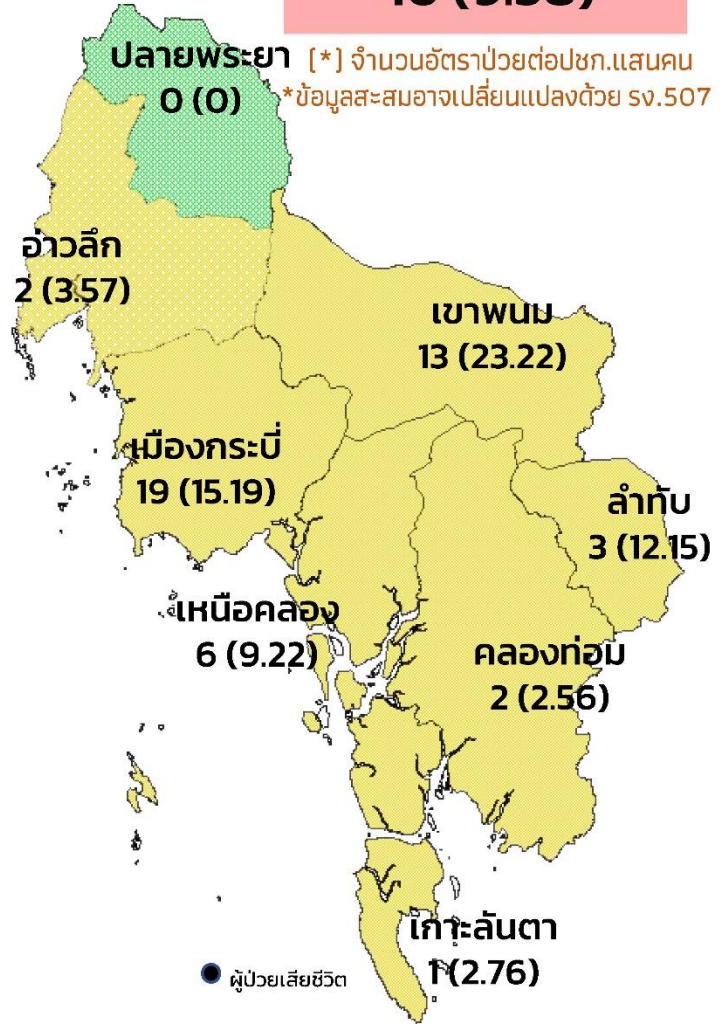 ปลายพระยา
0 (0)
[*] จำนวนอัตราป่วยต่อปชก.แสนคน
*ข้อมูลสะสมอาจเปลี่ยนแปลงด้วย รง.507
อ่าวลึก
2 (3.57)
เขาพนม
13 (23.22)
เมืองกระบี่
19 (15.19)
ลำทับ
3 (12.15)
เหนือคลอง
6 (9.22)
คลองท่อม
2 (2.56)
เกาะลันตา
1 (2.76)
ผู้ป่วยเสียชีวิต